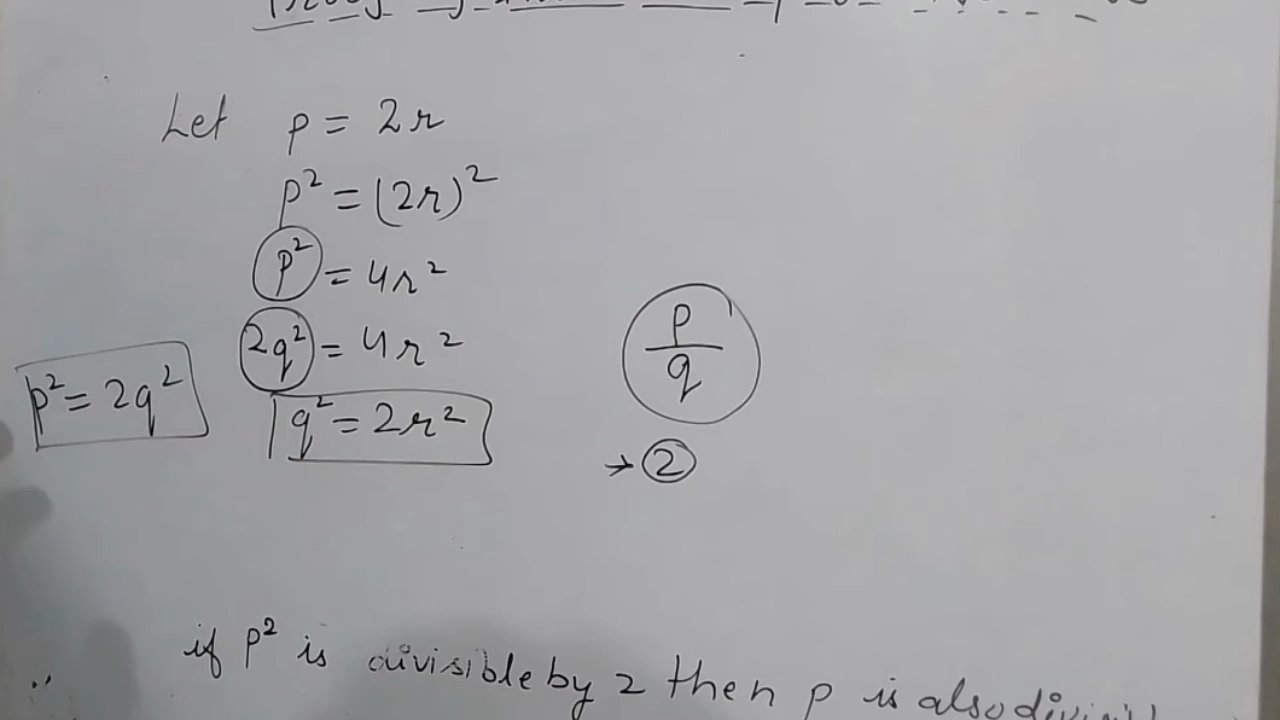 Let p = 2r
p² = (2r)²
p² = 4r²
2q² = 4r²
p² = 2q²
q² = 2r²
p
q
→ 2
if p² is divisible by 2 then p is also